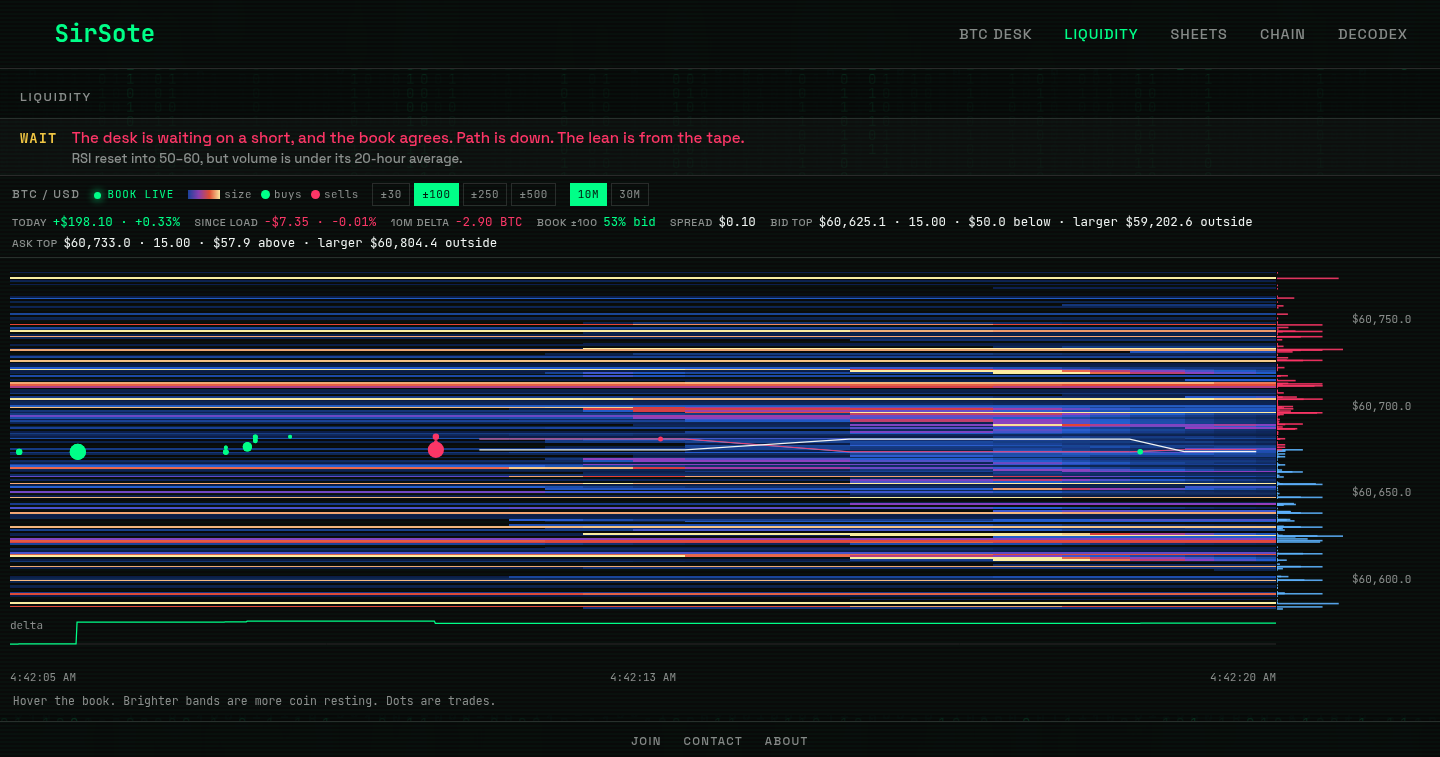 SirSote
BTC DESK LIQUIDITY SHEETS CHAIN DECODEX
LIQUIDITY
WAIT The desk is waiting on a short, and the book agrees. Path is down. The lean is from the tape.
RSI reset into 50–60, but volume is under its 20-hour average.
BTC / USD BOOK LIVE size buys sells ±30 ±100 ±250 ±500 10M 30M
TODAY +$198.10 · +0.33% SINCE LOAD -$7.35 · -0.01% 10M DELTA -2.90 BTC BOOK ±100 53% bid SPREAD $0.10 BID TOP $60,625.1 · 15.00 · $50.0 below · larger $59,202.6 outside
ASK TOP $60,733.0 · 15.00 · $57.9 above · larger $60,804.4 outside
$60,750.0
$60,700.0
$60,650.0
$60,600.0
delta
4:42:05 AM 4:42:13 AM 4:42:20 AM
Hover the book. Brighter bands are more coin resting. Dots are trades.
JOIN CONTACT ABOUT